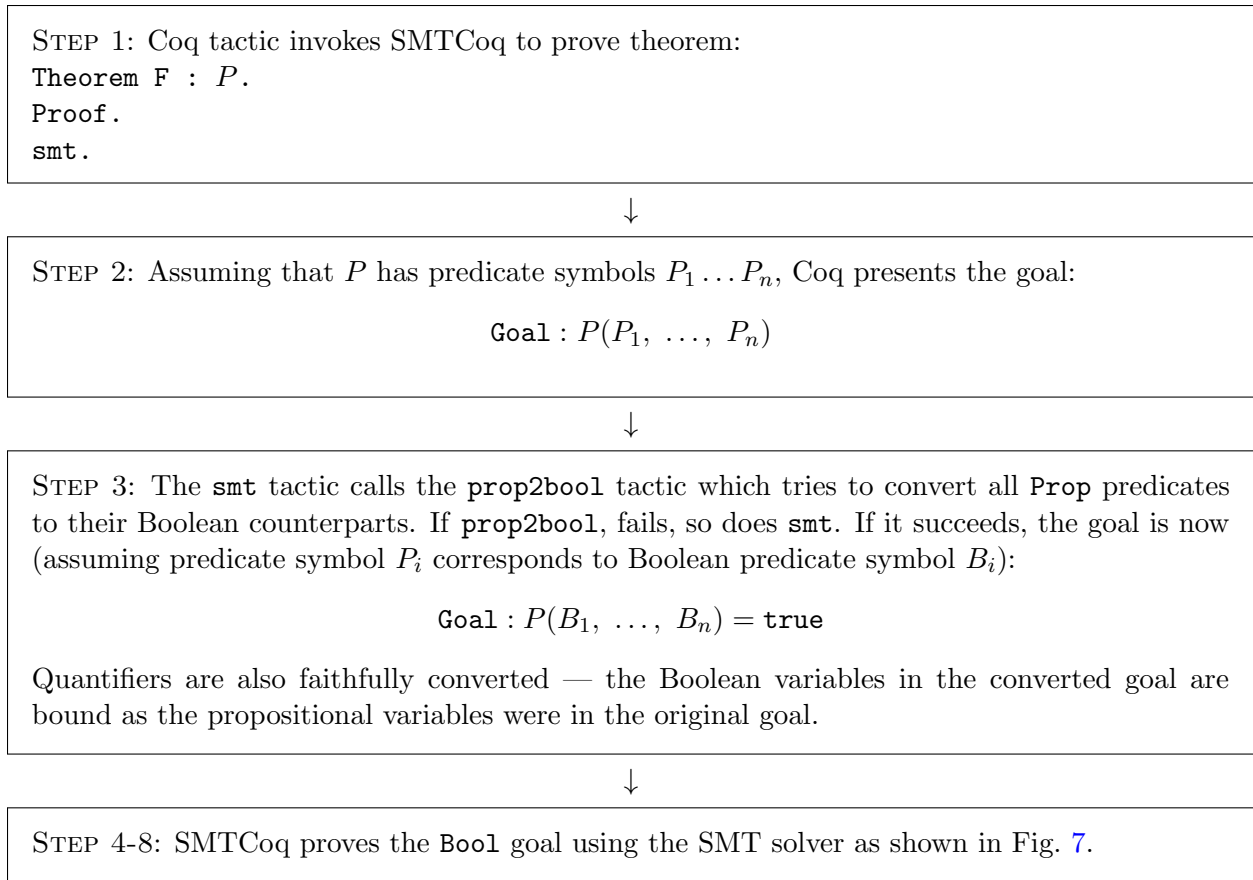 STEP 1: Coq tactic invokes SMTCoq to prove theorem:
Theorem F : P.
Proof.
smt.
↓
STEP 2: Assuming that P has predicate symbols P₁ … Pₙ, Coq presents the goal:
Goal : P(P₁, …, Pₙ)
↓
STEP 3: The smt tactic calls the prop2bool tactic which tries to convert all Prop predicates
to their Boolean counterparts. If prop2bool, fails, so does smt. If it succeeds, the goal is now
(assuming predicate symbol Pᵢ corresponds to Boolean predicate symbol Bᵢ):
Goal : P(B₁, …, Bₙ) = true
Quantifiers are also faithfully converted — the Boolean variables in the converted goal are
bound as the propositional variables were in the original goal.
↓
STEP 4-8: SMTCoq proves the Bool goal using the SMT solver as shown in Fig. 7.